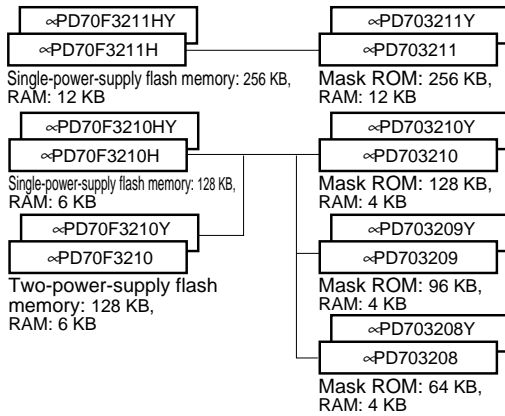 ∝PD70F3211HY
∝PD70F3211H
Single-power-supply flash memory: 256 KB,
RAM: 12 KB
∝PD703211Y
∝PD703211
Mask ROM: 256 KB,
RAM: 12 KB
∝PD70F3210HY
∝PD70F3210H
Single-power-supply flash memory: 128 KB,
RAM: 6 KB
∝PD703210Y
∝PD703210
Mask ROM: 128 KB,
RAM: 4 KB
∝PD70F3210Y
∝PD70F3210
Two-power-supply flash
memory: 128 KB,
RAM: 6 KB
∝PD703209Y
∝PD703209
Mask ROM: 96 KB,
RAM: 4 KB
∝PD703208Y
∝PD703208
Mask ROM: 64 KB,
RAM: 4 KB